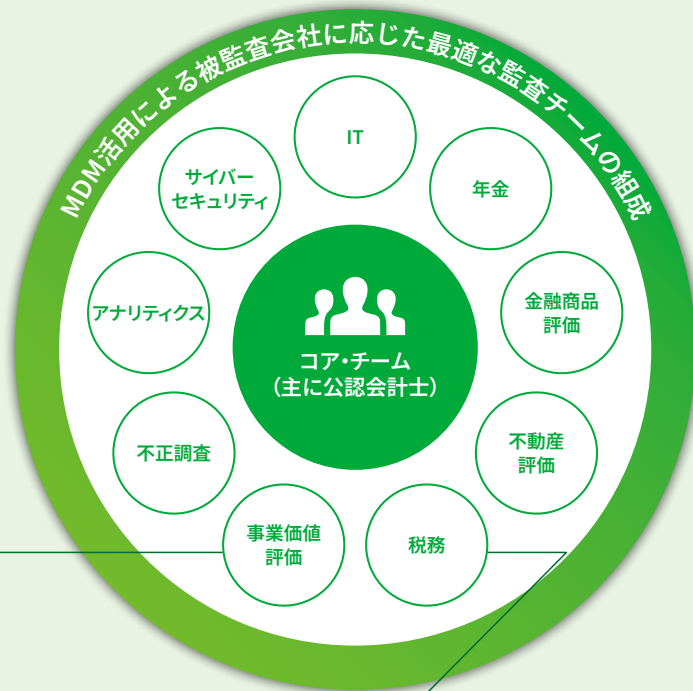 MDM活用による被監査会社に応じた最適な監査チームの組成
IT
サイバー
セキュリティ
年金
アナリティクス
金融商品
評価
コア・チーム
（主に公認会計士）
不正調査
不動産
評価
事業価値
評価
税務